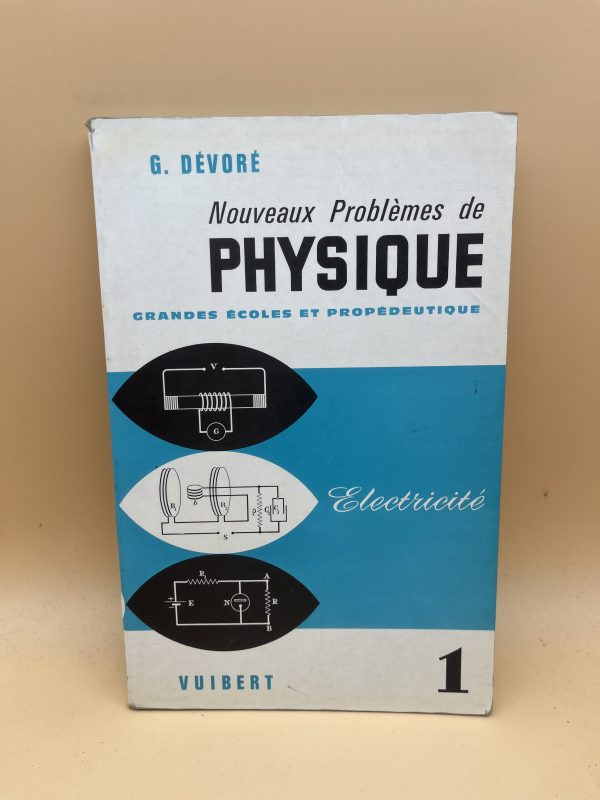 G. DÉVORÉ
Nouveaux Problèmes de
PHYSIQUE
GRANDES ÉCOLES ET PROPÉDEUTIQUE
V
G
Electricité
S
R
A
E
N
R
B
VUIBERT
1